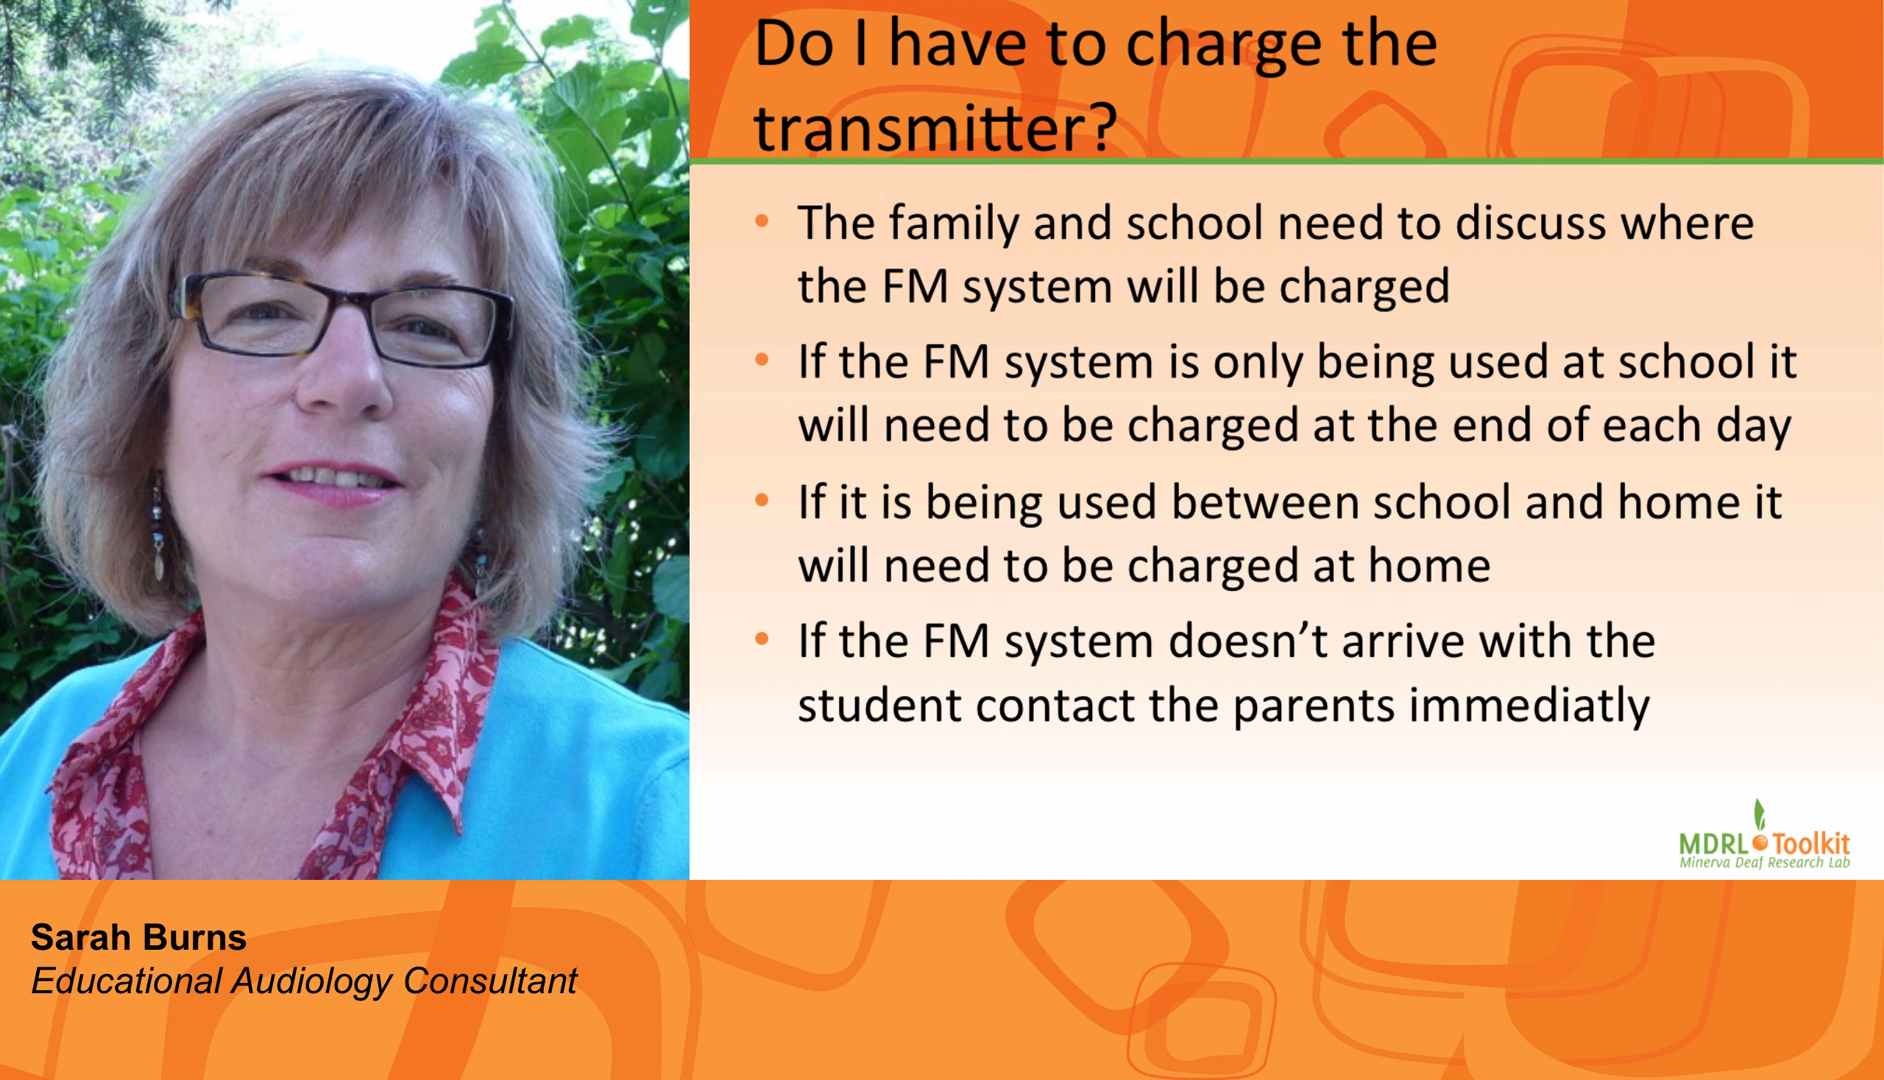 Do I have to charge the
transmitter?
• The family and school need to discuss where
the FM system will be charged
• If the FM system is only being used at school it
will need to be charged at the end of each day
• If it is being used between school and home it
will need to be charged at home
• If the FM system doesn’t arrive with the
student contact the parents immediatly
MDRL Toolkit
Minerva Deaf Research Lab
Sarah Burns
Educational Audiology Consultant